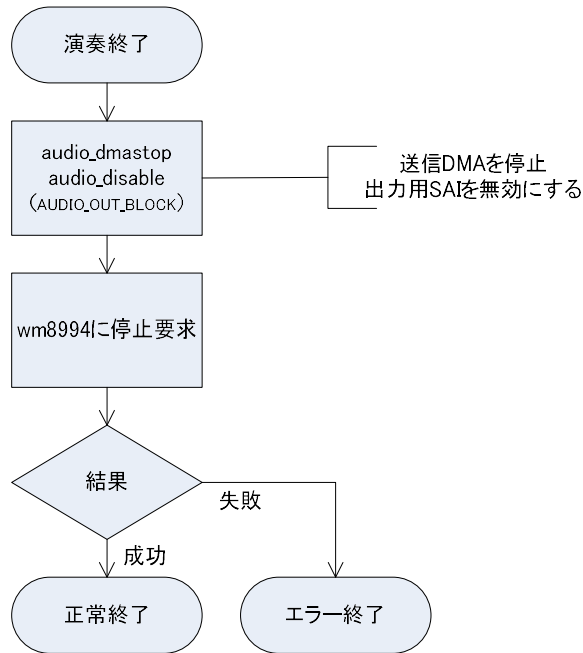 演奏終了
audio_dmastop
audio_disable
（AUDIO_OUT_BLOCK）
送信DMAを停止
出力用SAIを無効にする
wm8994に停止要求
結果
失敗
成功
正常終了
エラー終了